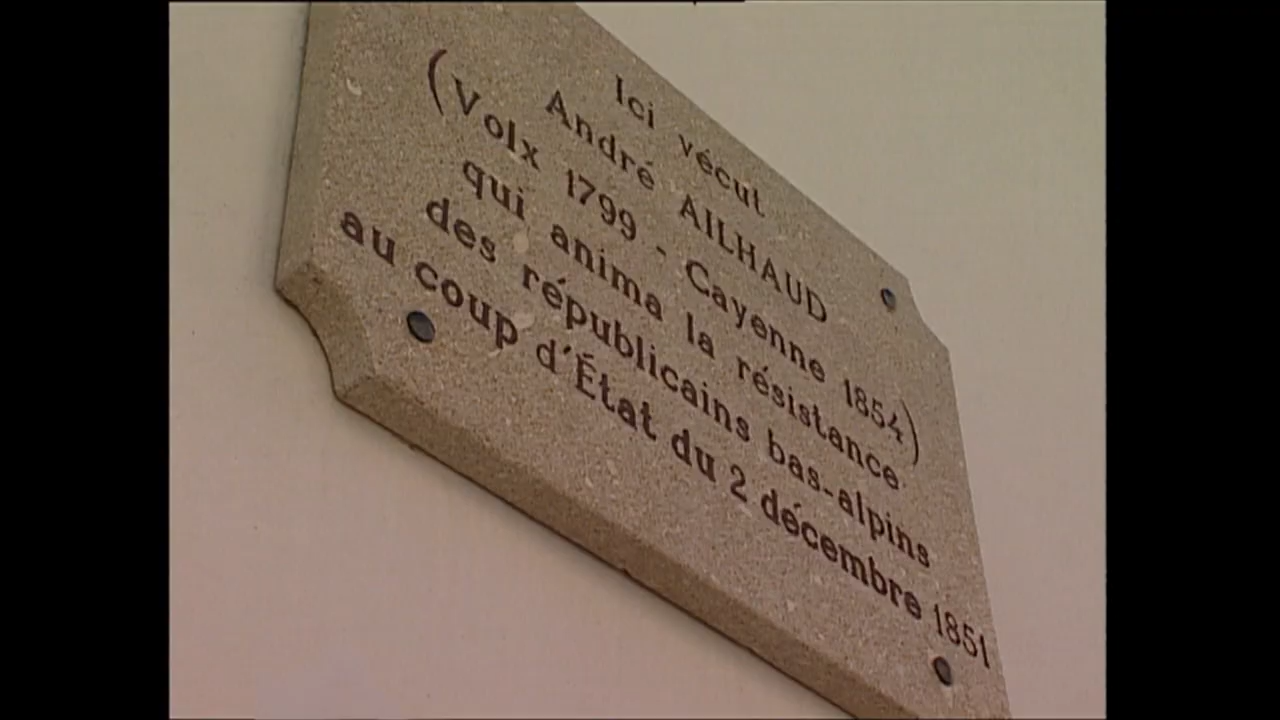 Ici vécut
André AILHAUD
(Volx 1799 - Cayenne 1854)
qui anima la résistance
des républicains bas-alpins
au coup d'État du 2 décembre 1851